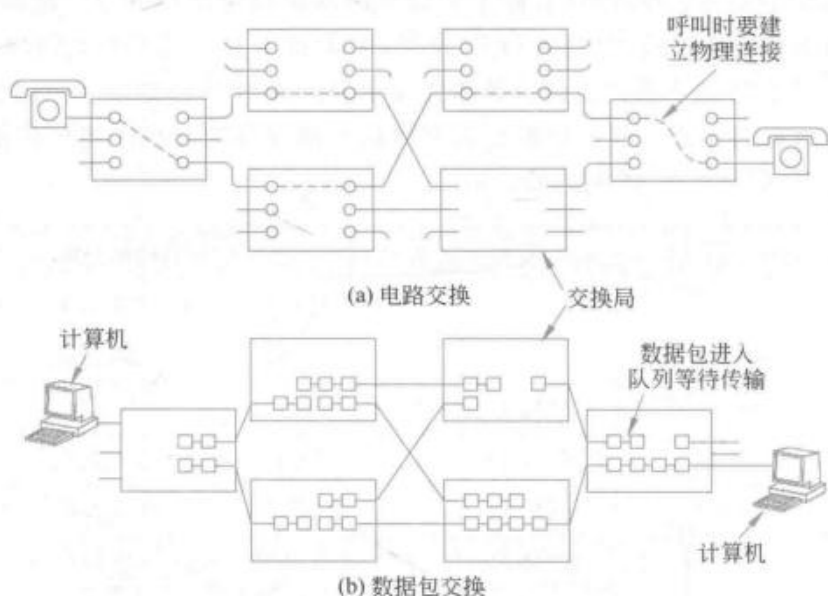 呼叫时要建
立物理连接
(a) 电路交换
交换局
计算机
数据包进入
队列等待传输
计算机
(b) 数据包交换